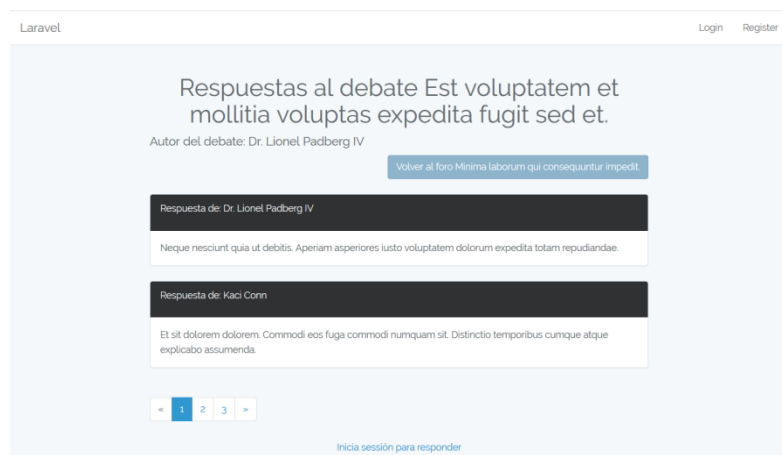 Laravel
Login Register
Respuestas al debate Est voluptatem et
mollitia voluptas expedita fugit sed et.
Autor del debate: Dr. Lionel Padberg IV
Volver al foro Minima laborum qui consequuntur impedit.
Respuesta de: Dr. Lionel Padberg IV
Neque nesciunt quia ut debitis. Aperiam asperiores iusto voluptatem dolorum expedita totam repudiandae.
Respuesta de: Kaci Conn
Et sit dolorem dolorem. Commodi eos fuga commodi numquam sit. Distinctio temporibus cumque atque
explicabo assumenda.
« 1 2 3 »
Inicia sessión para responder